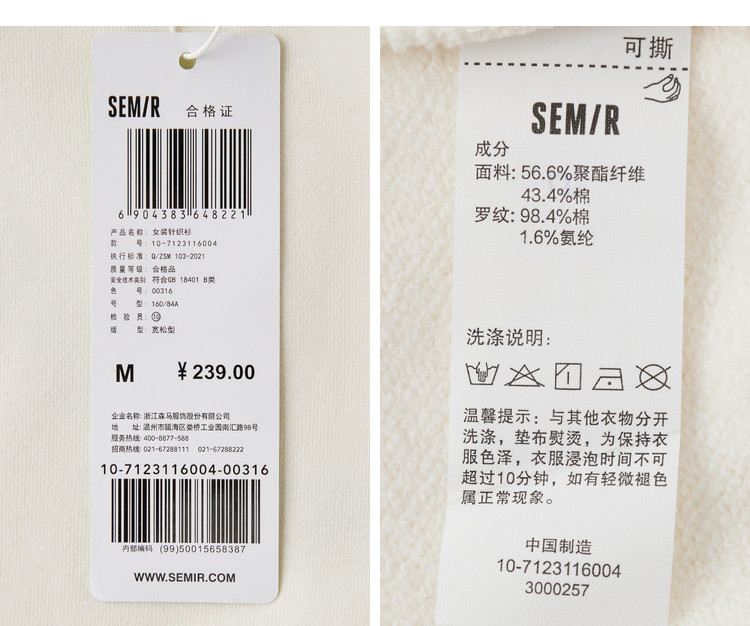 SEM/R 合格证
6 904383 648221
产品名称: 女装针织衫
款 号: 10-7123116004
执行标准: Q/ZSM 103-2021
质量等级: 合格品
安全技术类别: 符合GB 18401 B类
色 号: 00316
号 型: 160/84A
检 验 员: ⑩
版 型: 宽松型
M ¥239.00
企业名称: 浙江森马服饰股份有限公司
地 址: 温州市瓯海区娄桥工业园南汇路98号
服务热线: 400-8877-588
招商热线: 021-67288111 021-67288222
10-7123116004-00316
内部编码 (99)50015658387
WWW.SEMIR.COM
可撕
SEM/R
成分
面料: 56.6%聚酯纤维
43.4%棉
罗纹: 98.4%棉
1.6%氨纶
洗涤说明:
温馨提示: 与其他衣物分开
洗涤, 垫布熨烫, 为保持衣
服色泽, 衣服浸泡时间不可
超过10分钟, 如有轻微褪色
属正常现象。
中国制造
10-7123116004
3000257